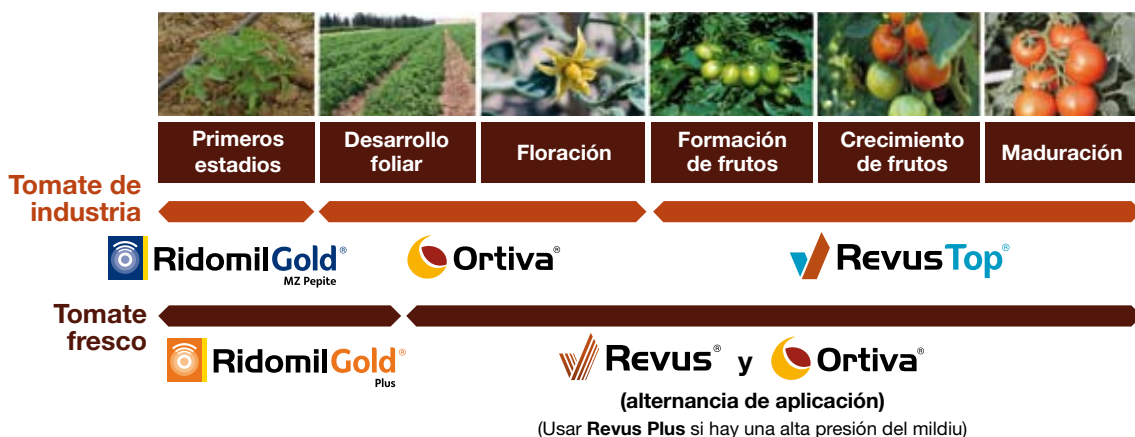 Primeros
estadios
Desarrollo
foliar
Floración
Formación
de frutos
Crecimiento
de frutos
Maduración
Tomate de
industria
RidomilGold®
MZ Pepite
Ortiva®
RevusTop®
Tomate
fresco
RidomilGold®
Plus
Revus® y Ortiva®
(alternancia de aplicación)
(Usar Revus Plus si hay una alta presión del mildiu)